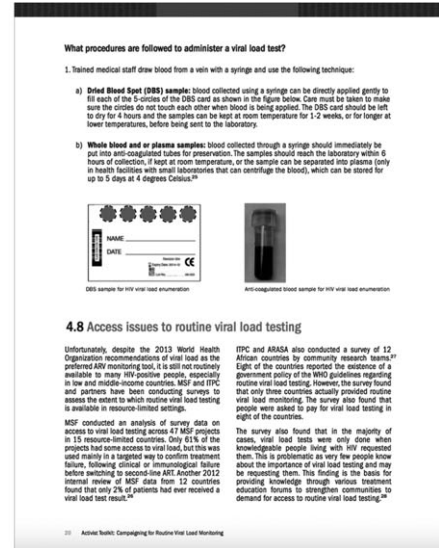 What procedures are followed to administer a viral load test?
1. Trained medical staff draw blood from a vein with a syringe and use the following technique:
a) Dried Blood Spot (DBS) sample: blood collected using a syringe can be directly applied gently to
fill each of the 5-circles of the DBS card as shown in the figure below. Care must be taken to make
sure the circles do not touch each other when blood is being applied. The DBS card should be left
to dry for 4 hours and the samples can be kept at room temperature for 1-2 weeks, or for longer at
lower temperatures, before being sent to the laboratory.
b) Whole blood and or plasma samples: blood collected through a syringe should immediately be
put into anti-coagulated tubes for preservation. The samples should reach the laboratory within 6
hours of collection, if kept at room temperature, or the sample can be separated into plasma (only
in health facilities with small laboratories that can centrifuge the blood), which can be stored for
up to 5 days at 4 degrees Celsius.25
NAME
DATE
CE
DBS sample for HIV viral load enumeration
Anti-coagulated blood sample for HIV viral load enumeration
4.8 Access issues to routine viral load testing
Unfortunately, despite the 2013 World Health
Organization recommendations of viral load as the
preferred ARV monitoring tool, it is still not routinely
available to many HIV-positive people, especially
in low and middle-income countries. MSF and ITPC
and partners have been conducting surveys to
assess the extent to which routine viral load testing
is available in resource-limited settings.
MSF conducted an analysis of survey data on
access to viral load testing across 47 MSF projects
in 15 resource-limited countries. Only 61% of the
projects had some access to viral load, but this was
used mainly in a targeted way to confirm treatment
failure, following clinical or immunological failure
before switching to second-line ART. Another 2012
internal review of MSF data from 12 countries
found that only 2% of patients had ever received a
viral load test result.26
ITPC and ARASA also conducted a survey of 12
African countries by community research teams.27
Eight of the countries reported the existence of a
government policy of the WHO guidelines regarding
routine viral load testing. However, the survey found
that only three countries actually provided routine
viral load monitoring. The survey also found that
people were asked to pay for viral load testing in
eight of the countries.
The survey also found that in the majority of
cases, viral load tests were only done when
knowledgeable people living with HIV requested
them. This is problematic as very few people know
about the importance of viral load testing and may
be requesting them. This finding is the basis for
providing knowledge through various treatment
education forums to strengthen communities to
demand for access to routine viral load testing.28
Activist Toolkit: Campaigning for Routine Viral Load Monitoring